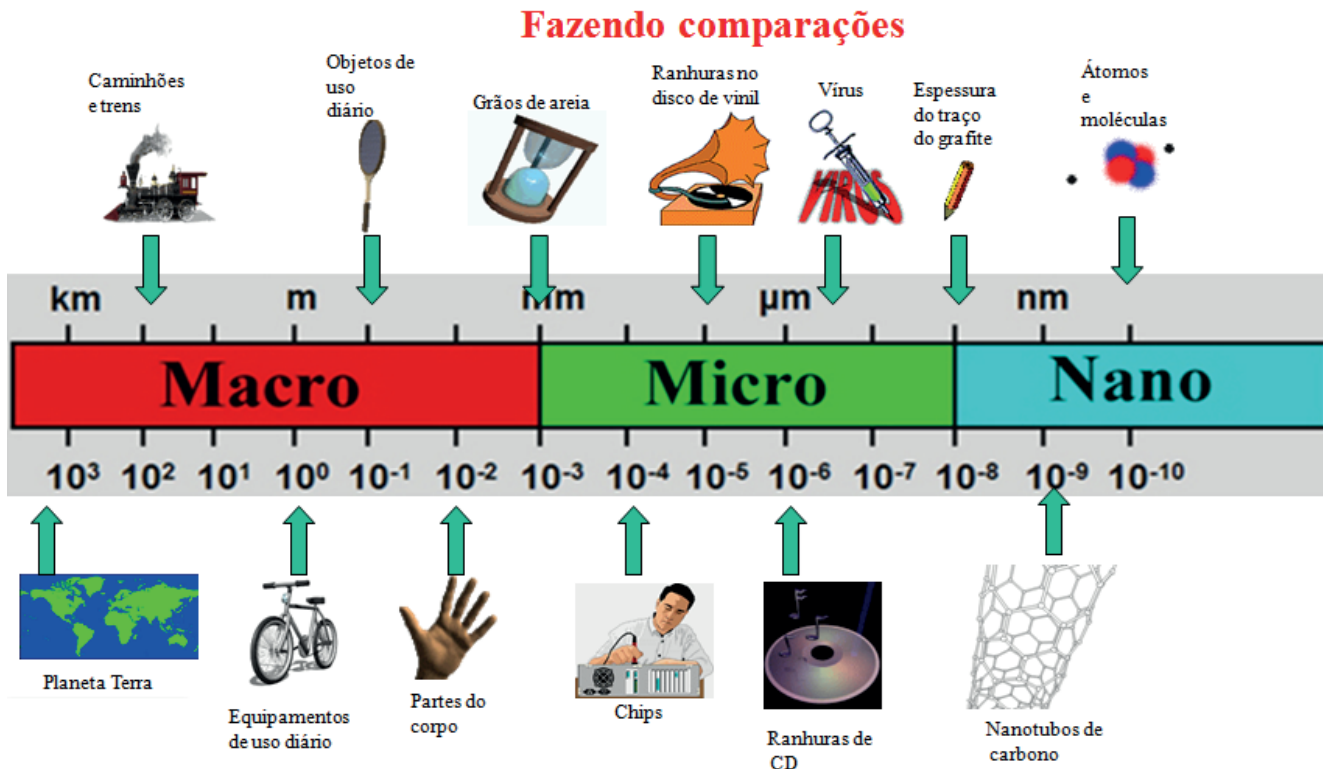 Fazendo comparações
Caminhões
e trens
Objetos de
uso
diário
Grãos de areia
Ranhuras no
disco de vinil
Vírus
Espessura
do traço
do grafite
Átomos
e
moléculas
VIRUS
km m mm µm nm
Macro Micro Nano
10³ 10² 10¹ 10⁰ 10⁻¹ 10⁻² 10⁻³ 10⁻⁴ 10⁻⁵ 10⁻⁶ 10⁻⁷ 10⁻⁸ 10⁻⁹ 10⁻¹⁰
Planeta Terra
Equipamentos
de uso diário
Partes do
corpo
Chips
Ranhuras de
CD
Nanotubos de
carbono